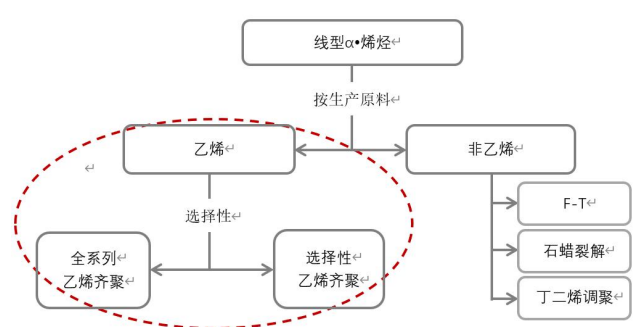 线型α•烯烃↵
按生产原料↵
乙烯↵
非乙烯↵
↵
选择性↵
F-T↵
全系列↵
乙烯齐聚↵
选择性↵
乙烯齐聚↵
石蜡裂解↵
丁二烯调聚↵